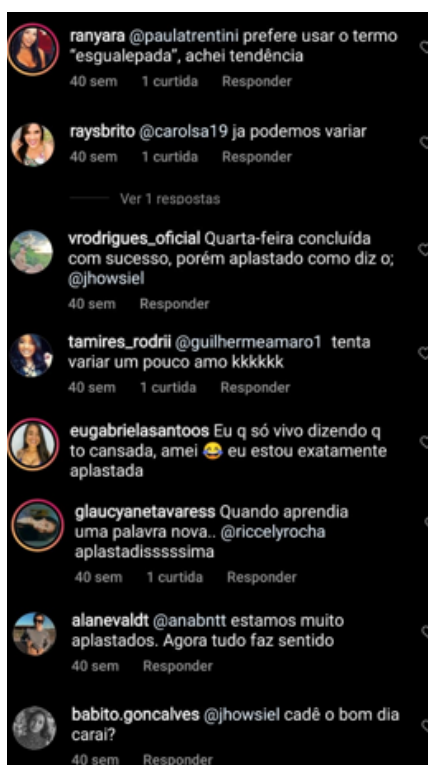 ranyara @paulatrentini prefere usar o termo
“esgualepada”, achei tendência
40 sem 1 curtida Responder
raysbrito @carolsa19 ja podemos variar
40 sem 1 curtida Responder
Ver 1 respostas
vrodrigues_oficial Quarta-feira concluída
com sucesso, porém aplastado como diz o;
@jhowsiel
40 sem Responder
tamires_rodrii @guilhermeamaro1 tenta
variar um pouco amo kkkkkk
40 sem 1 curtida Responder
eugabrielasantoos Eu q só vivo dizendo q
to cansada, amei 😂 eu estou exatamente
aplastada
glaucyanetavaress Quando aprendia
uma palavra nova.. @riccelyrocha
aplastadisssssima
40 sem 1 curtida Responder
alanevaldt @anabntt estamos muito
aplastados. Agora tudo faz sentido
40 sem Responder
babito.goncalves @jhowsiel cadê o bom dia
carai?
40 sem Responder